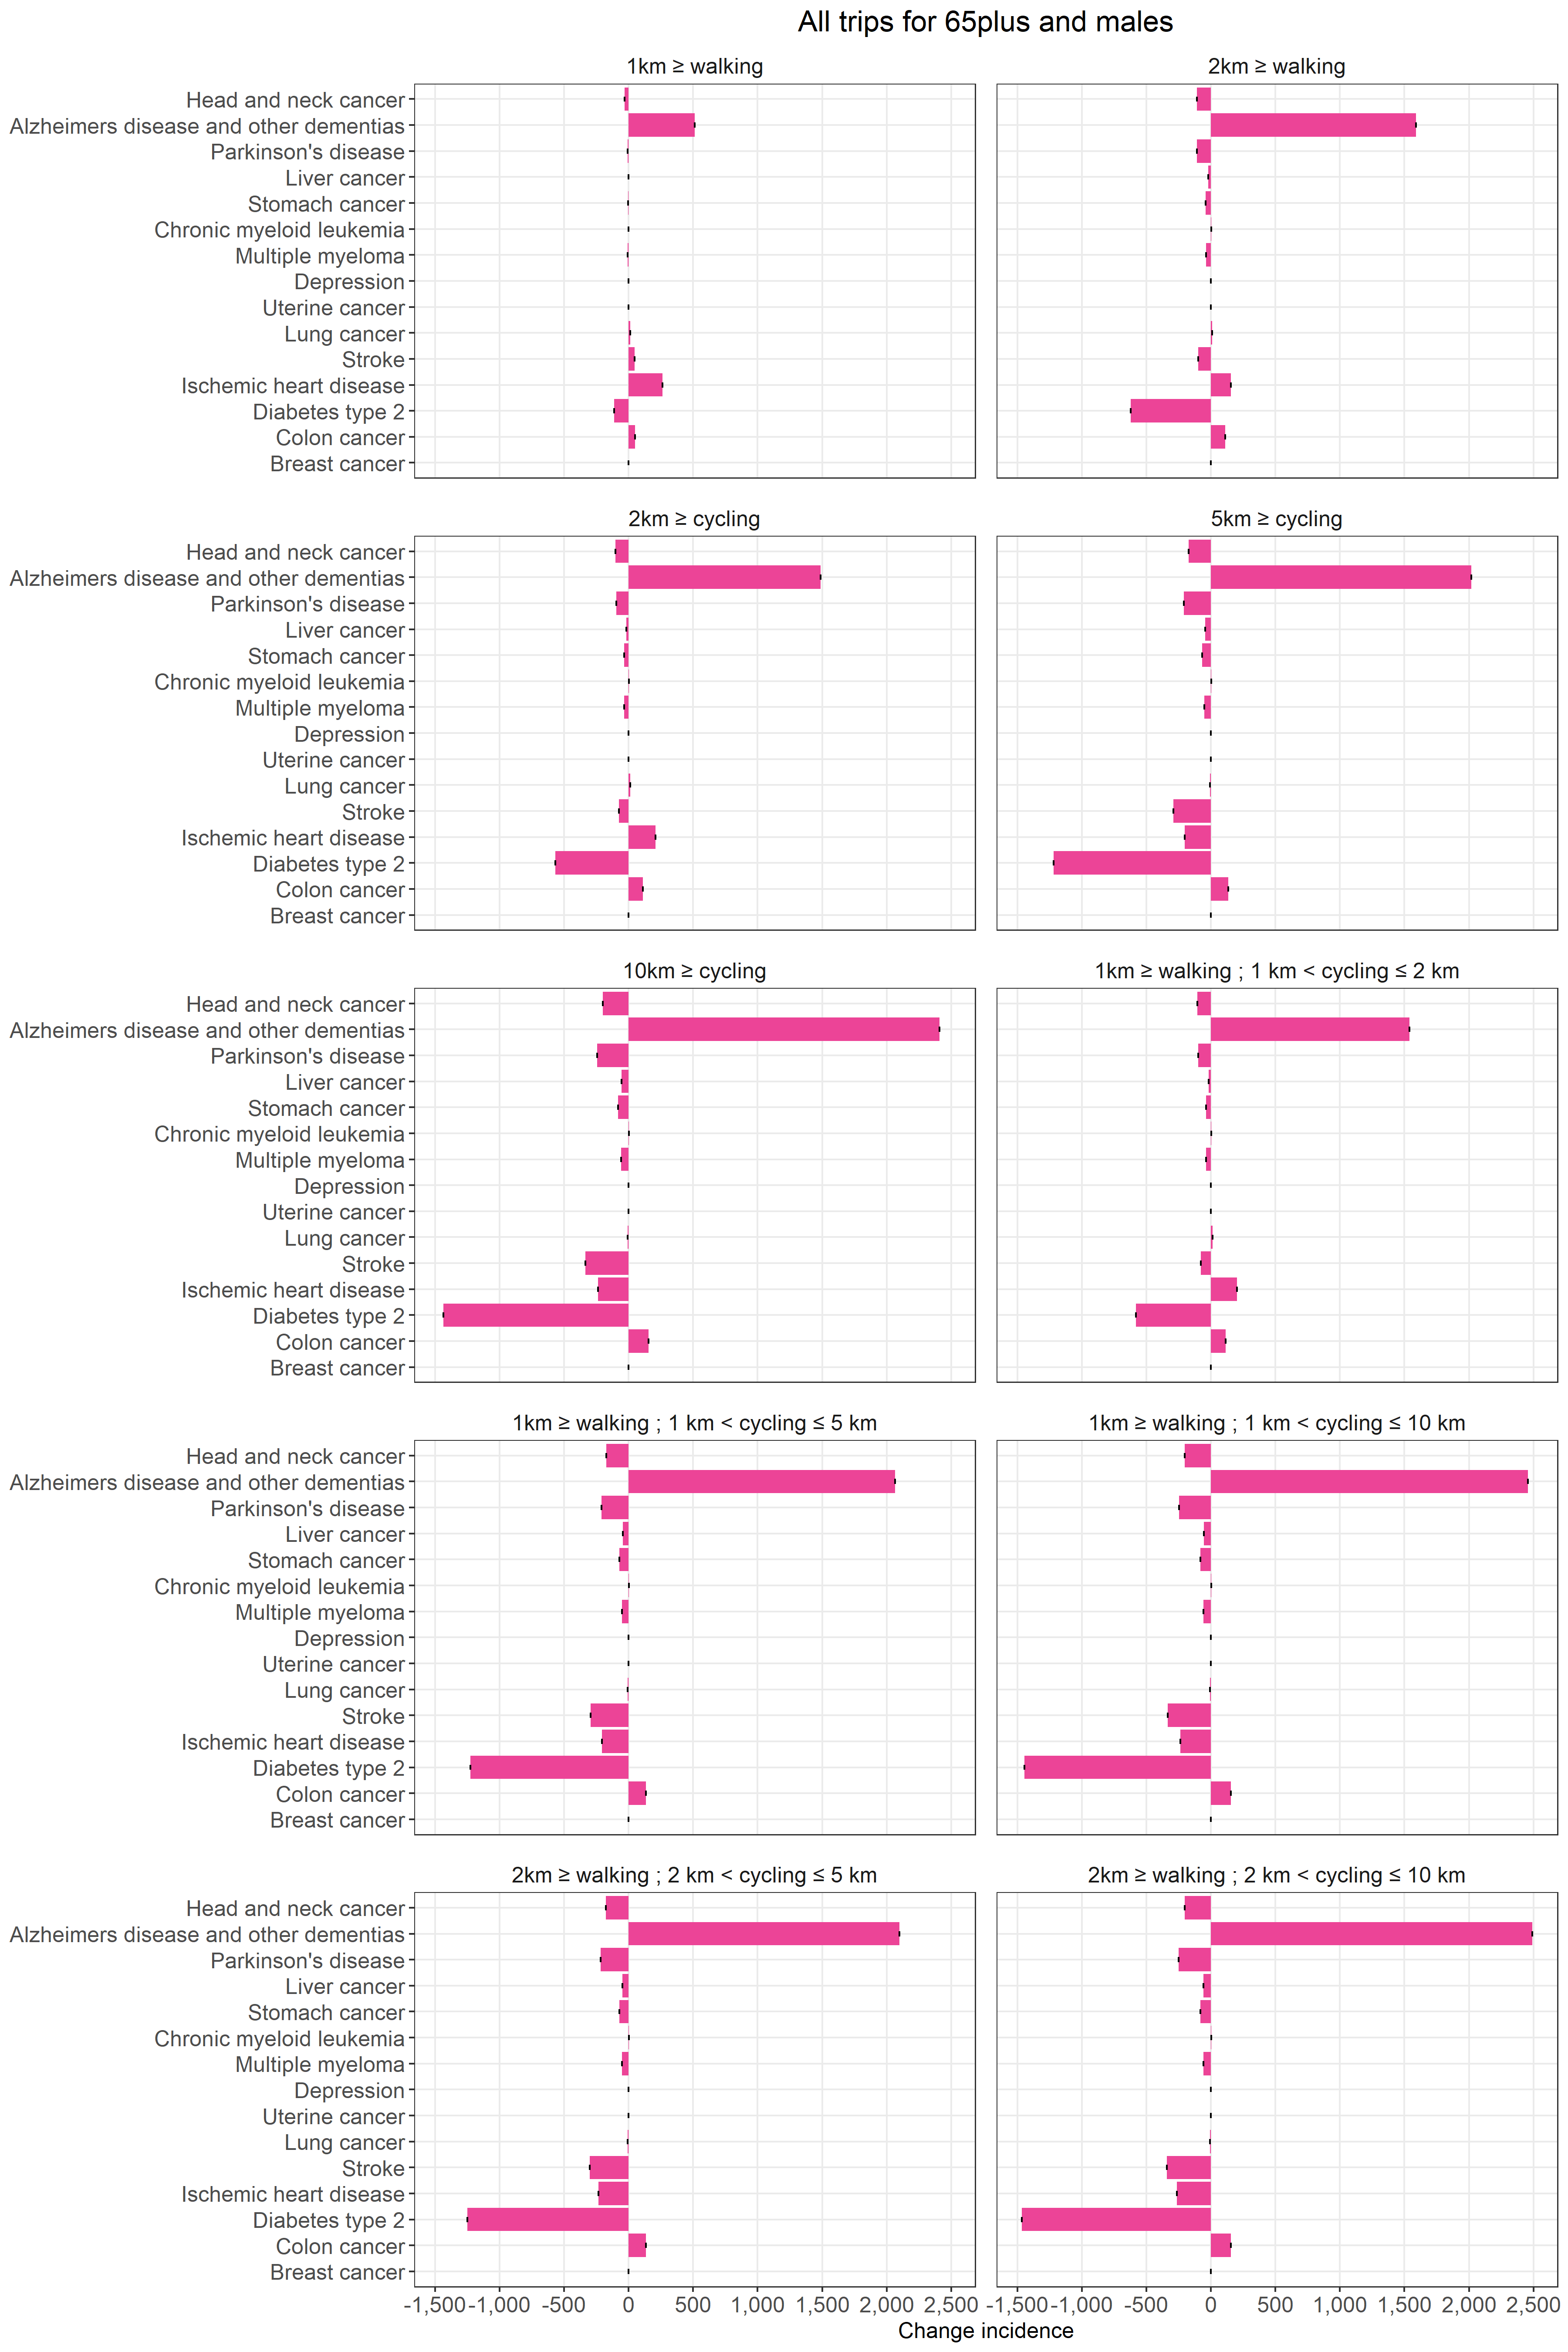 All trips for 65plus and males
1km ≥ walking
2km ≥ walking
Head and neck cancer
Alzheimers disease and other dementias
Parkinson's disease
Liver cancer
Stomach cancer
Chronic myeloid leukemia
Multiple myeloma
Depression
Uterine cancer
Lung cancer
Stroke
Ischemic heart disease
Diabetes type 2
Colon cancer
Breast cancer
2km ≥ cycling
5km ≥ cycling
Head and neck cancer
Alzheimers disease and other dementias
Parkinson's disease
Liver cancer
Stomach cancer
Chronic myeloid leukemia
Multiple myeloma
Depression
Uterine cancer
Lung cancer
Stroke
Ischemic heart disease
Diabetes type 2
Colon cancer
Breast cancer
10km ≥ cycling
1km ≥ walking ; 1 km < cycling ≤ 2 km
Head and neck cancer
Alzheimers disease and other dementias
Parkinson's disease
Liver cancer
Stomach cancer
Chronic myeloid leukemia
Multiple myeloma
Depression
Uterine cancer
Lung cancer
Stroke
Ischemic heart disease
Diabetes type 2
Colon cancer
Breast cancer
1km ≥ walking ; 1 km < cycling ≤ 5 km
1km ≥ walking ; 1 km < cycling ≤ 10 km
Head and neck cancer
Alzheimers disease and other dementias
Parkinson's disease
Liver cancer
Stomach cancer
Chronic myeloid leukemia
Multiple myeloma
Depression
Uterine cancer
Lung cancer
Stroke
Ischemic heart disease
Diabetes type 2
Colon cancer
Breast cancer
2km ≥ walking ; 2 km < cycling ≤ 5 km
2km ≥ walking ; 2 km < cycling ≤ 10 km
Head and neck cancer
Alzheimers disease and other dementias
Parkinson's disease
Liver cancer
Stomach cancer
Chronic myeloid leukemia
Multiple myeloma
Depression
Uterine cancer
Lung cancer
Stroke
Ischemic heart disease
Diabetes type 2
Colon cancer
Breast cancer
-1,500 -1,000 -500 0 500 1,000 1,500 2,000 2,500
-1,500 -1,000 -500 0 500 1,000 1,500 2,000 2,500
Change incidence